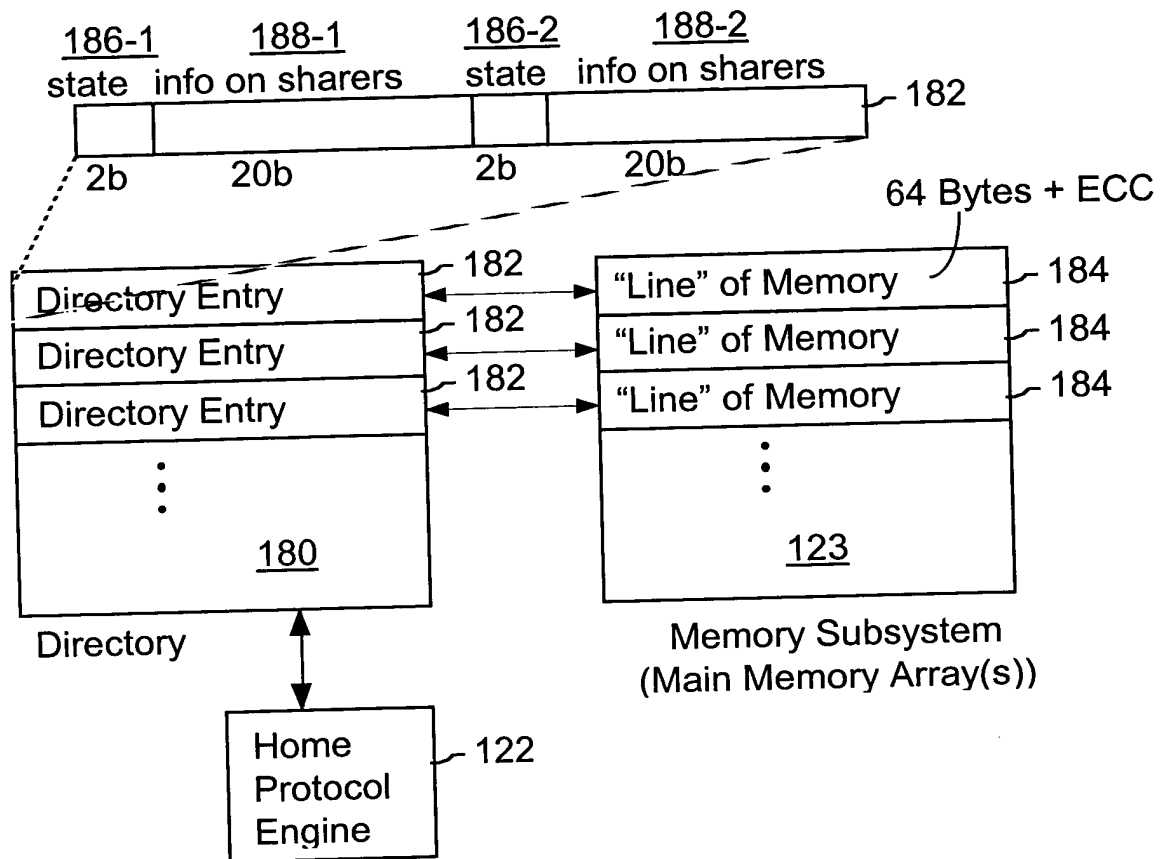 186-1 188-1 186-2 188-2
state info on sharers state info on sharers
182
2b 20b 2b 20b
64 Bytes + ECC
182
Directory Entry
"Line" of Memory
184
182
Directory Entry
"Line" of Memory
184
182
Directory Entry
"Line" of Memory
184
180
123
Directory
Memory Subsystem
(Main Memory Array(s))
Home
Protocol
Engine
122